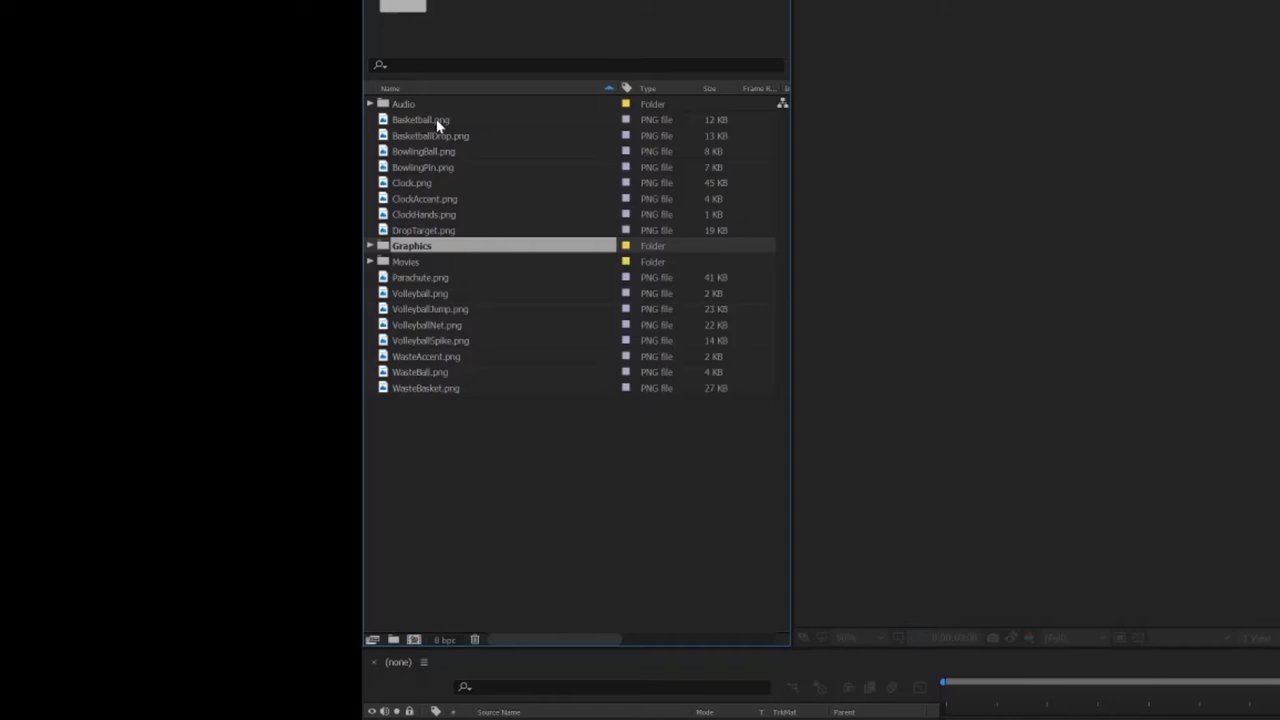 Name Type Size Frame R...
Audio Folder
Basketball.png PNG file 12 KB
BasketballDrop.png PNG file 13 KB
BowlingBall.png PNG file 8 KB
BowlingPin.png PNG file 7 KB
Clock.png PNG file 45 KB
ClockAccent.png PNG file 4 KB
ClockHands.png PNG file 1 KB
DropTarget.png PNG file 19 KB
Graphics Folder
Movies Folder
Parachute.png PNG file 41 KB
Volleyball.png PNG file 2 KB
VolleyballJump.png PNG file 23 KB
VolleyballNet.png PNG file 22 KB
VolleyballSpike.png PNG file 14 KB
WasteAccent.png PNG file 2 KB
WasteBall.png PNG file 4 KB
WasteBasket.png PNG file 27 KB
8 bpc (Full) 1 View
(none)
# Source Name Mode T TrkMat Parent